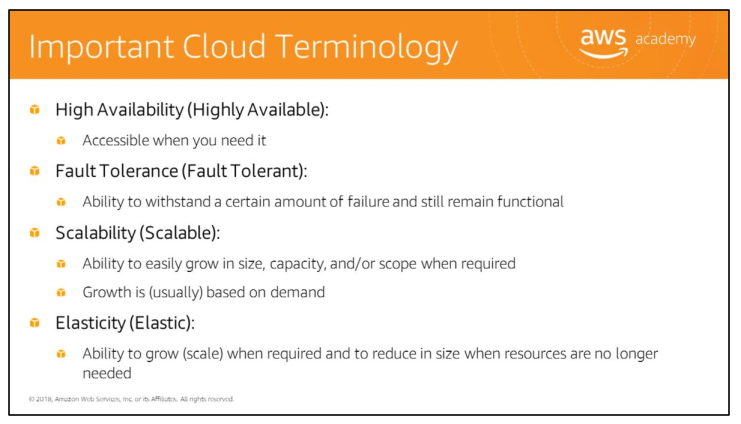 Important Cloud Terminology
aws academy
High Availability (Highly Available):
Accessible when you need it
Fault Tolerance (Fault Tolerant):
Ability to withstand a certain amount of failure and still remain functional
Scalability (Scalable):
Ability to easily grow in size, capacity, and/or scope when required
Growth is (usually) based on demand
Elasticity (Elastic):
Ability to grow (scale) when required and to reduce in size when resources are no longer
needed
© 2018, Amazon Web Services, Inc. or its Affiliates. All rights reserved.